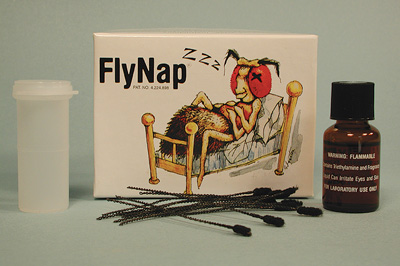 ZZZ
FlyNap®
PAT. NO. 4,224,898
WARNING: FLAMMABLE
Contains Triethylamine and Fragrance
Liquid Can Irritate Eyes and Skin
FOR LABORATORY USE ONLY